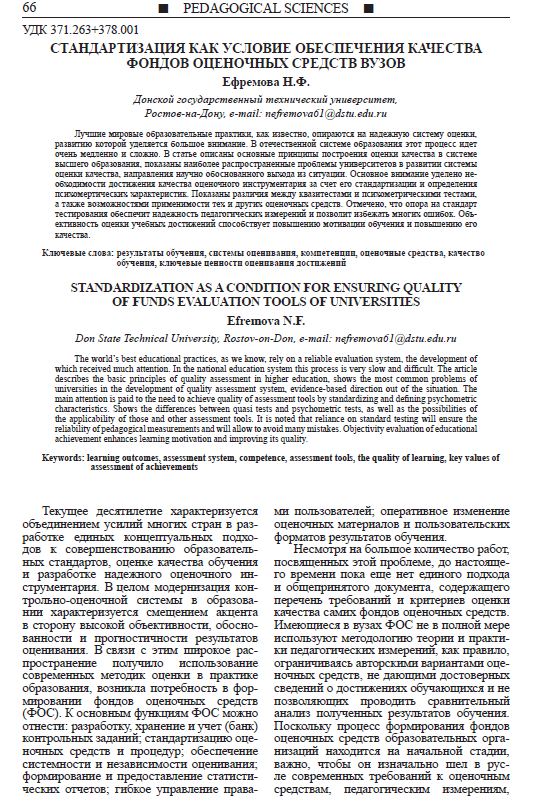 66 ■ PEDAGOGICAL SCIENCES ■
УДК 371.263+378.001
СТАНДАРТИЗАЦИЯ КАК УСЛОВИЕ ОБЕСПЕЧЕНИЯ КАЧЕСТВА
ФОНДОВ ОЦЕНОЧНЫХ СРЕДСТВ ВУЗОВ
Ефремова Н.Ф.
Донской государственный технический университет,
Ростов-на-Дону, e-mail: nefremova61@dstu.edu.ru
Лучшие мировые образовательные практики, как известно, опираются на надежную систему оценки,
развитию которой уделяется большое внимание. В отечественной системе образования этот процесс идет
очень медленно и сложно. В статье описаны основные принципы построения оценки качества в системе
высшего образования, показаны наиболее распространенные проблемы университетов в развитии системы
оценки качества, направления научно обоснованного выхода из ситуации. Основное внимание уделено не-
обходимости достижения качества оценочного инструментария за счет его стандартизации и определения
психометрических характеристик. Показаны различия между квазитестами и психометрическими тестами,
а также возможностями применимости тех и других оценочных средств. Отмечено, что опора на стандарт
тестирования обеспечит надежность педагогических измерений и позволит избежать многих ошибок. Объ-
ективность оценки учебных достижений способствует повышению мотивации обучения и повышению его
качества.
Ключевые слова: результаты обучения, системы оценивания, компетенции, оценочные средства, качество
обучения, ключевые ценности оценивания достижений
STANDARDIZATION AS A CONDITION FOR ENSURING QUALITY
OF FUNDS EVALUATION TOOLS OF UNIVERSITIES
Efremova N.F.
Don State Technical University, Rostov-on-Don, e-mail: nefremova61@dstu.edu.ru
The world's best educational practices, as we know, rely on a reliable evaluation system, the development of
which received much attention. In the national education system this process is very slow and difficult. The article
describes the basic principles of quality assessment in higher education, shows the most common problems of
universities in the development of quality assessment system, evidence-based direction out of the situation. The
main attention is paid to the need to achieve quality of assessment tools by standardizing and defining psychometric
characteristics. Shows the differences between quasi tests and psychometric tests, as well as the possibilities of
the applicability of those and other assessment tools. It is noted that reliance on standard testing will ensure the
reliability of pedagogical measurements and will allow to avoid many mistakes. Objectivity evaluation of educational
achievement enhances learning motivation and improving its quality.
Keywords: learning outcomes, assessment system, competence, assessment tools, the quality of learning, key values of
assessment of achievements
Текущее десятилетие характеризуется
объединением усилий многих стран в раз-
работке единых концептуальных подхо-
дов к совершенствованию образователь-
ных стандартов, оценке качества обучения
и разработке надежного оценочного ин-
струментария. В целом модернизация кон-
трольно-оценочной системы в образова-
нии характеризуется смещением акцента
в сторону высокой объективности, обосно-
ванности и прогностичности результатов
оценивания. В связи с этим широкое рас-
пространение получило использование
современных методик оценки в практике
образования, возникла потребность в фор-
мировании фондов оценочных средств
(ФОС). К основным функциям ФОС можно
отнести: разработку, хранение и учет (банк)
контрольных заданий; стандартизацию оце-
ночных средств и процедур; обеспечение
системности и независимости оценивания;
формирование и предоставление статисти-
ческих отчетов; гибкое управление права-
ми пользователей; оперативное изменение
оценочных материалов и пользовательских
форматов результатов обучения.
Несмотря на большое количество работ,
посвященных этой проблеме, до настояще-
го времени пока ещё нет единого подхода
и общепринятого документа, содержащего
перечень требований и критериев оценки
качества самих фондов оценочных средств.
Имеющиеся в вузах ФОС не в полной мере
используют методологию теории и практи-
ки педагогических измерений, как правило,
ограничиваясь авторскими вариантами оце-
ночных средств, не дающими достоверных
сведений о достижениях обучающихся и не
позволяющих проводить сравнительный
анализ полученных результатов обучения.
Поскольку процесс формирования фондов
оценочных средств образовательных орга-
низаций находится на начальной стадии,
важно, чтобы он изначально шел в рус-
ле современных требований к оценочным
средствам, педагогическим измерениям,